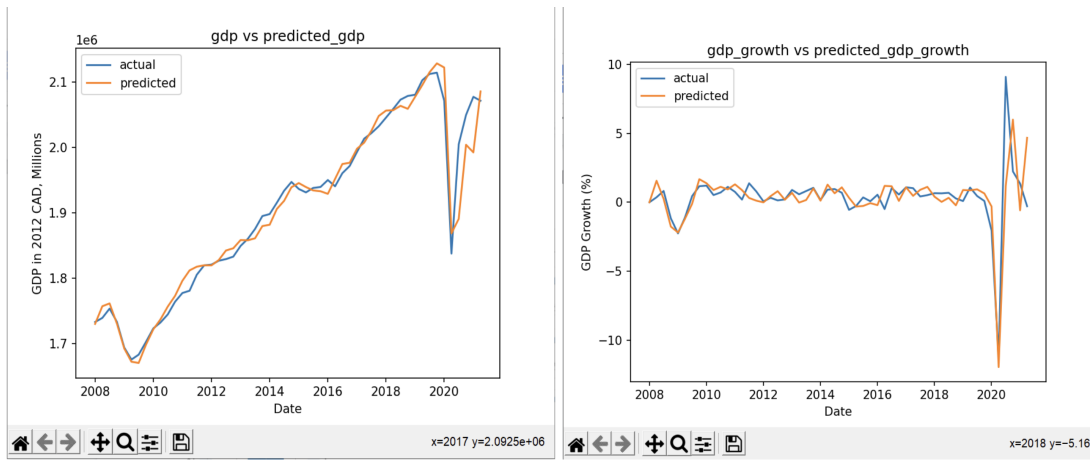 gdp vs predicted_gdp
1e6
actual
predicted
2.1
2.0
1.9
1.8
1.7
GDP in 2012 CAD, Millions
2008 2010 2012 2014 2016 2018 2020
Date
x=2017 y=2.0925e+06
gdp_growth vs predicted_gdp_growth
actual
predicted
10
5
0
−5
−10
GDP Growth (%)
2008 2010 2012 2014 2016 2018 2020
Date
x=2018 y=−5.16